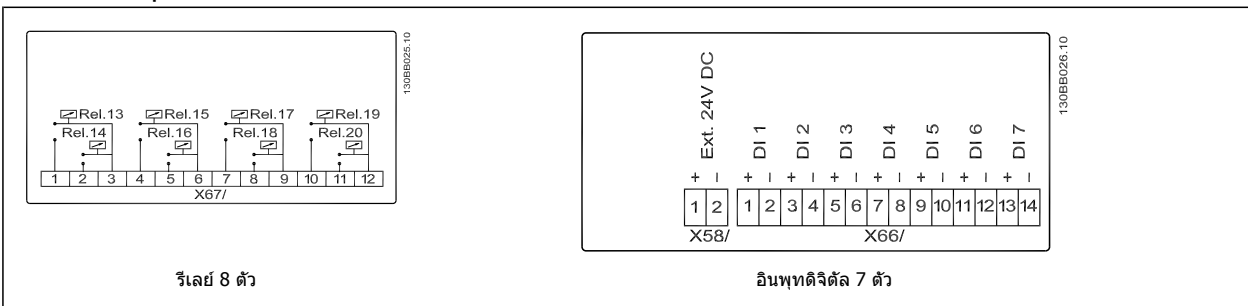 130BB025.10
Rel.13 Rel.15 Rel.17 Rel.19
Rel.14 Rel.16 Rel.18 Rel.20
1 2 3 4 5 6 7 8 9 10 11 12
X67/
รีเลย์ 8 ตัว
130BB026.10
Ext. 24V DC DI 1 DI 2 DI 3 DI 4 DI 5 DI 6 DI 7
+ – + – + – + – + – + – + – + –
1 2 1 2 3 4 5 6 7 8 9 10 11 12 13 14
X58/ X66/
อินพุทดิจิตัล 7 ตัว